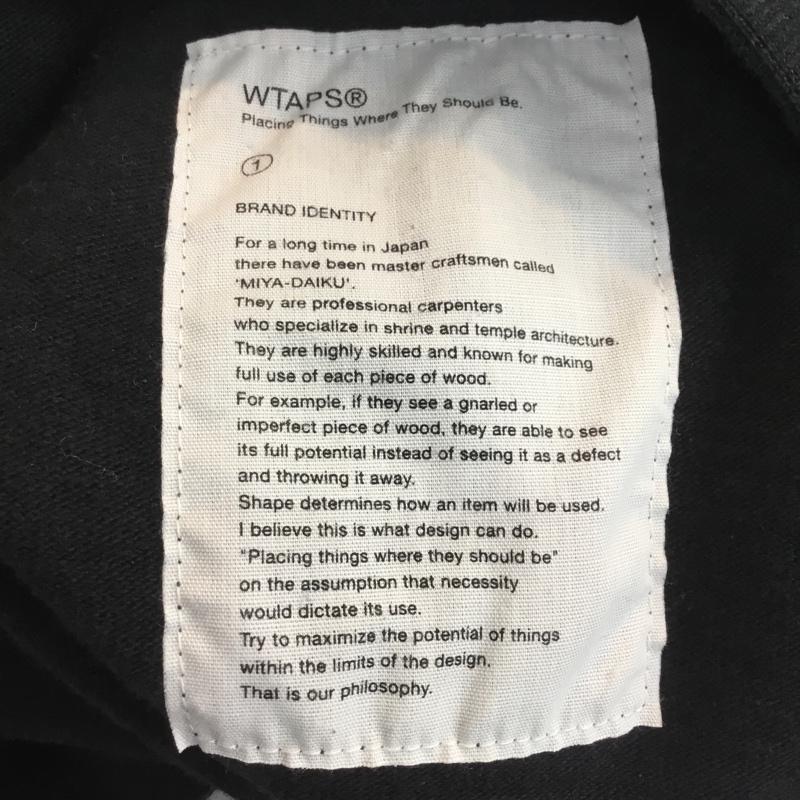 WTAPS®
Placing Things Where They Should Be.
1
BRAND IDENTITY
For a long time in Japan
there have been master craftsmen called
'MIYA-DAIKU'.
They are professional carpenters
who specialize in shrine and temple architecture.
They are highly skilled and known for making
full use of each piece of wood.
For example, if they see a gnarled or
imperfect piece of wood, they are able to see
its full potential instead of seeing it as a defect
and throwing it away.
Shape determines how an item will be used.
I believe this is what design can do.
"Placing things where they should be"
on the assumption that necessity
would dictate its use.
Try to maximize the potential of things
within the limits of the design.
That is our philosophy.